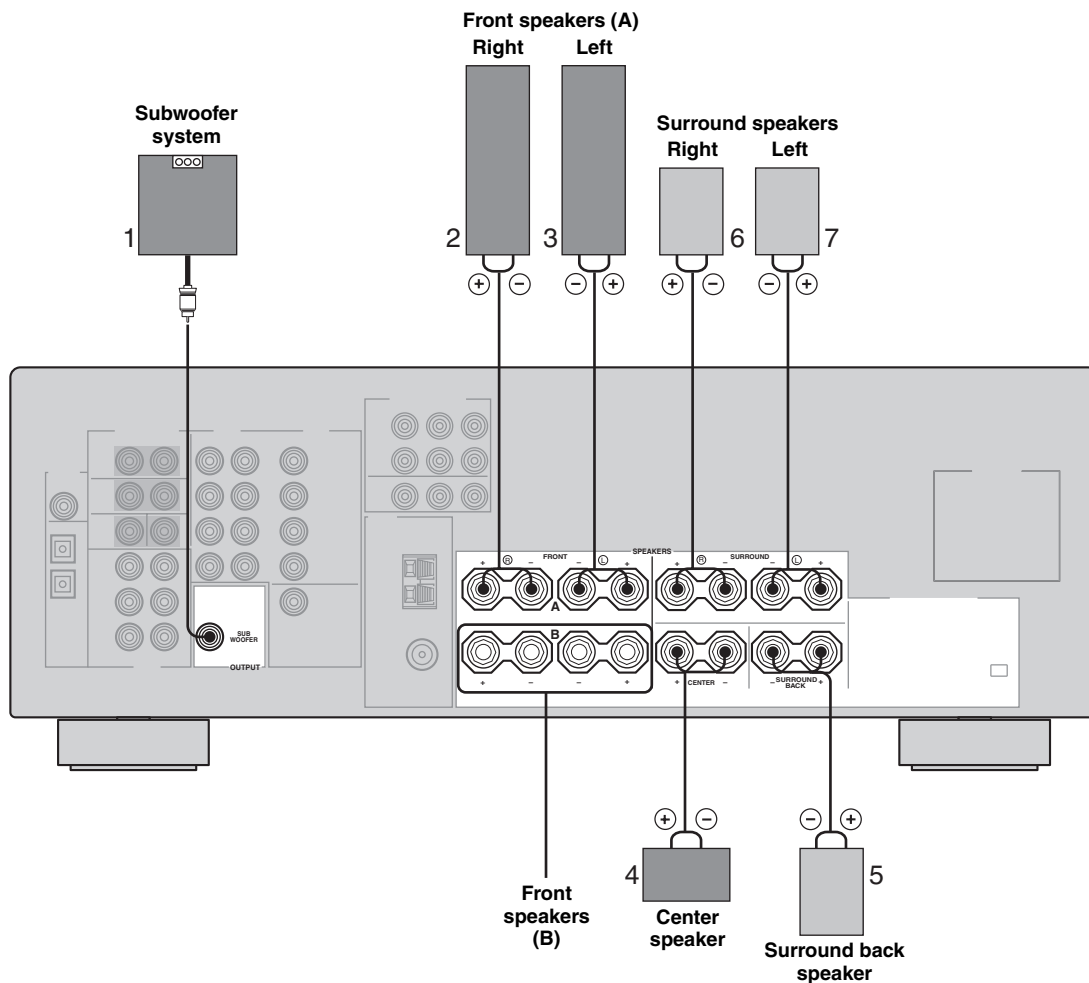 Front speakers (A)
Right Left
Subwoofer
system
Surround speakers
Right Left
1
2
3
6
7
+ − − +
+ − − +
SPEAKERS
+ R FRONT − − L +
+ R − SURROUND − L +
A
B
SUB
WOOFER
OUTPUT
+ − − +
+ CENTER −
− SURROUND +
BACK
+ −
− +
4
5
Front
speakers
(B)
Center
speaker
Surround back
speaker